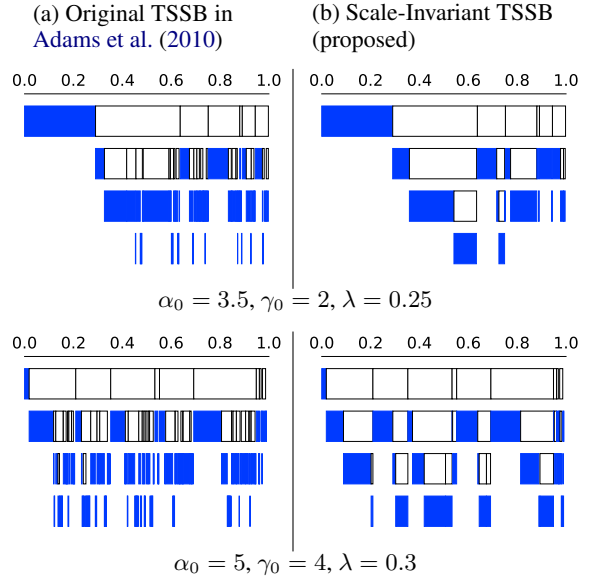 (a) Original TSSB in
Adams et al. (2010)
(b) Scale-Invariant TSSB
(proposed)
0.0 0.2 0.4 0.6 0.8 1.0
0.0 0.2 0.4 0.6 0.8 1.0
α₀ = 3.5, γ₀ = 2, λ = 0.25
0.0 0.2 0.4 0.6 0.8 1.0
0.0 0.2 0.4 0.6 0.8 1.0
α₀ = 5, γ₀ = 4, λ = 0.3